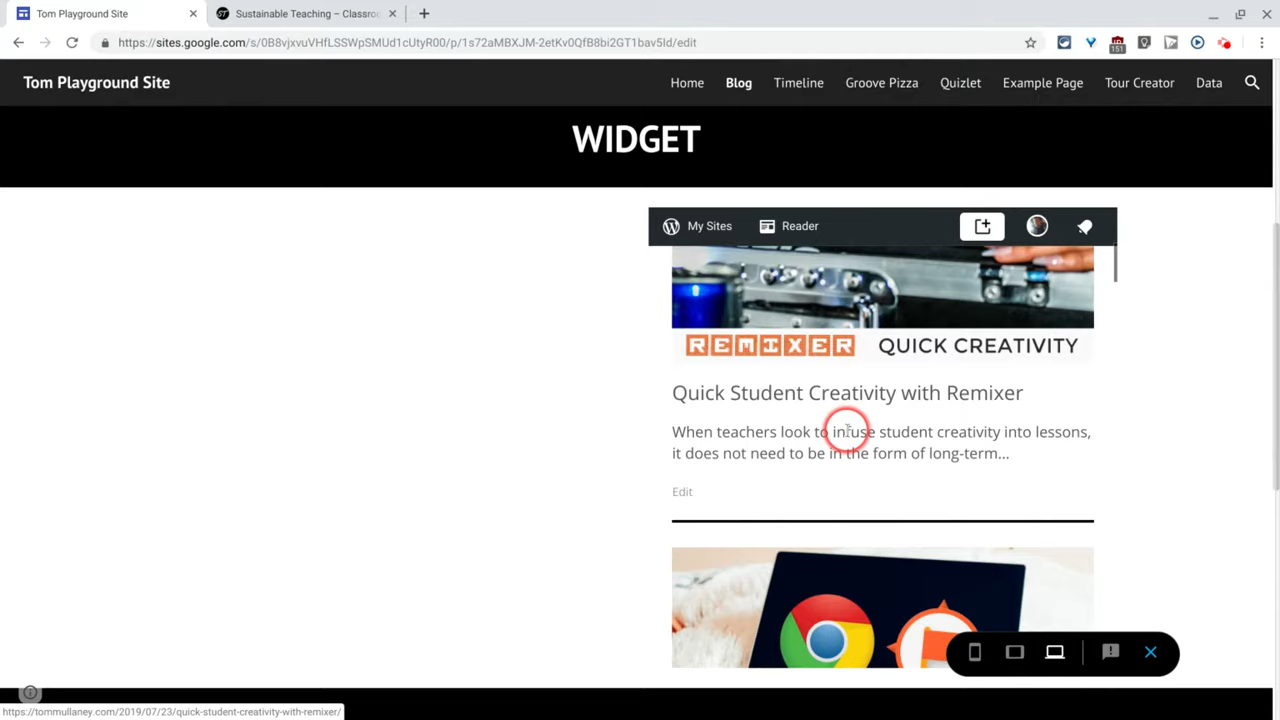 Tom Playground Site
Sustainable Teaching – Classroo
https://sites.google.com/s/0B8vjxvuVHfLSSWpSMUd1cUtyR00/p/1s72aMBXJM-2etKv0QfB8bi2GT1bav5Id/edit
151
Tom Playground Site
Home Blog Timeline Groove Pizza Quizlet Example Page Tour Creator Data
WIDGET
My Sites Reader
REMIXER QUICK CREATIVITY
Quick Student Creativity with Remixer
When teachers look to infuse student creativity into lessons,
it does not need to be in the form of long-term...
Edit
https://tommullaney.com/2019/07/23/quick-student-creativity-with-remixer/